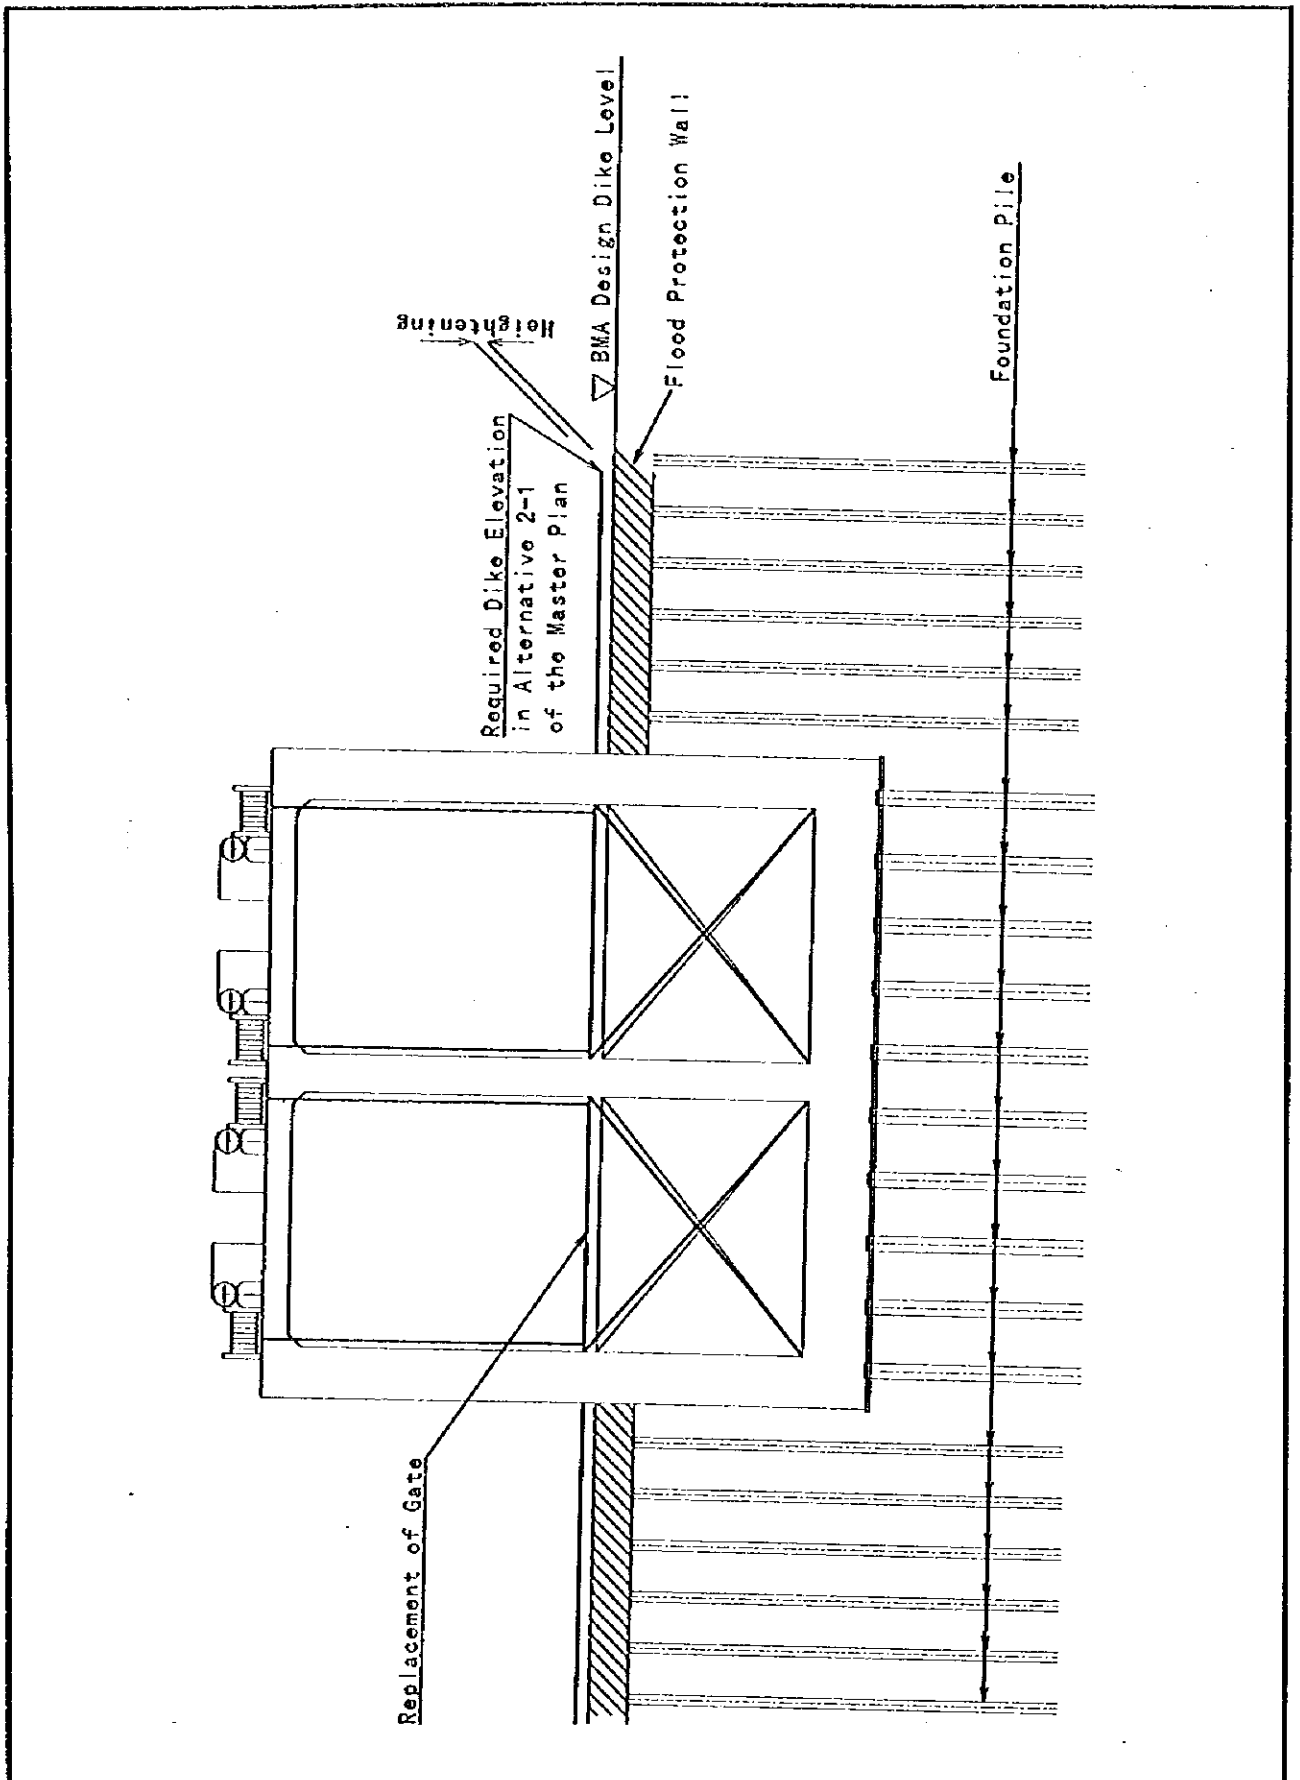 Replacement of Gate
Required Dike Elevation
in Alternative 2-1
of the Master Plan
Heightening
BMA Design Dike Level
Flood Protection Wall
Foundation Pile